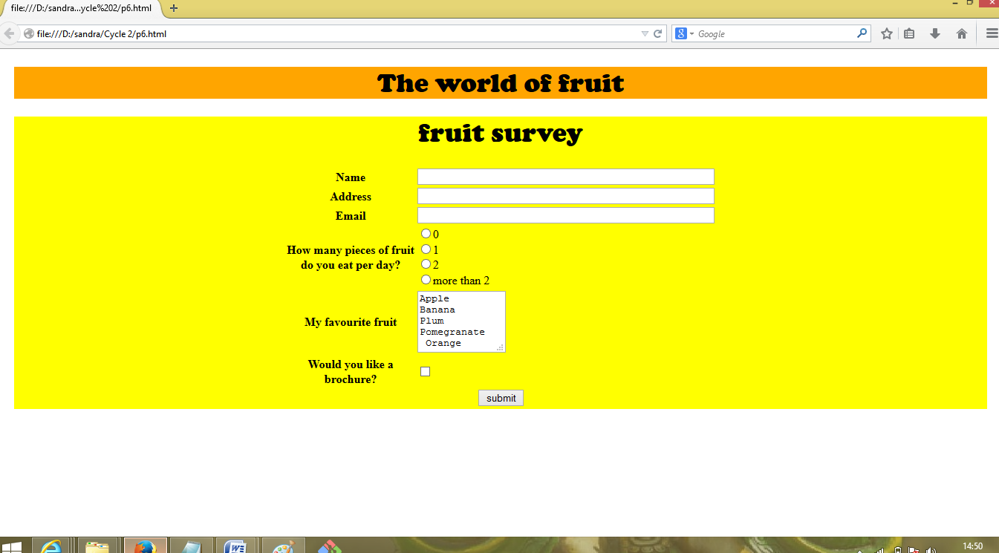 file:///D:/sandra...ycle%202/p6.html
file:///D:/sandra/Cycle 2/p6.html
Google
The world of fruit
fruit survey
Name
Address
Email
How many pieces of fruit
do you eat per day?
0
1
2
more than 2
My favourite fruit
Apple
Banana
Plum
Pomegranate
Orange
Would you like a
brochure?
submit
14:50